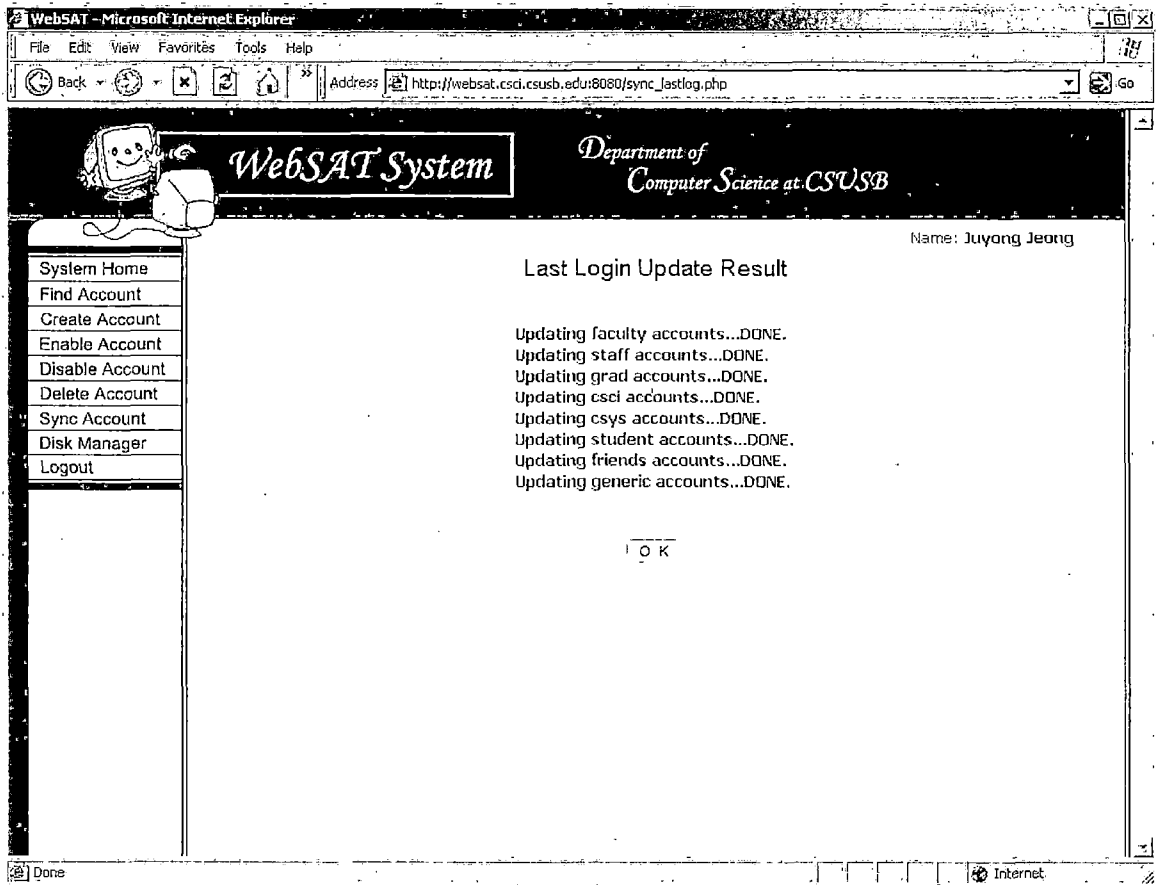 WebSAT - Microsoft Internet Explorer
File Edit View Favorites Tools Help
Back » Address http://websat.csci.csusb.edu:8080/sync_lastlog.php Go
WebSAT System
Department of
Computer Science at CSUSB
Name: Juyong Jeong
System Home
Find Account
Create Account
Enable Account
Disable Account
Delete Account
Sync Account
Disk Manager
Logout
Last Login Update Result
Updating faculty accounts...DONE.
Updating staff accounts...DONE.
Updating grad accounts...DONE.
Updating csci accounts...DONE.
Updating csys accounts...DONE.
Updating student accounts...DONE.
Updating friends accounts...DONE.
Updating generic accounts...DONE.
O K
Done Internet